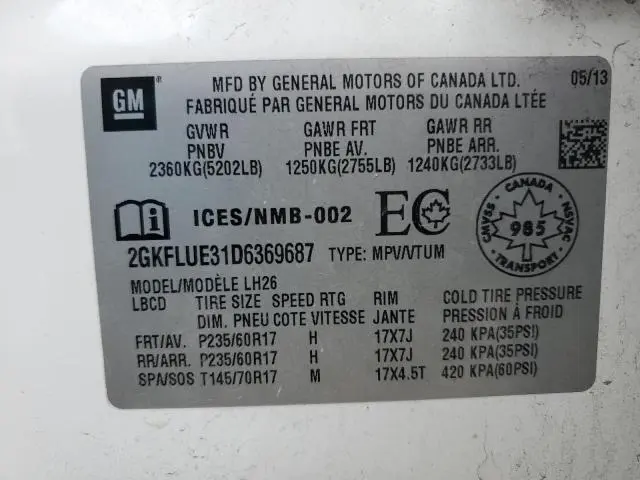 GM
MFD BY GENERAL MOTORS OF CANADA LTD. 05/13
FABRIQUÉ PAR GENERAL MOTORS DU CANADA LTÉE
GVWR GAWR FRT GAWR RR
PNBV PNBE AV. PNBE ARR.
2360KG(5202LB) 1250KG(2755LB) 1240KG(2733LB)
ICES/NMB-002 EC
CANADA
CMVSS 985 NSVAC
TRANSPORT
2GKFLUE31D6369687 TYPE: MPV/VTUM
MODEL/MODÈLE LH26
LBCD TIRE SIZE SPEED RTG RIM COLD TIRE PRESSURE
DIM. PNEU COTE VITESSE JANTE PRESSION À FROID
FRT/AV. P235/60R17 H 17X7J 240 KPA(35PSI)
RR/ARR. P235/60R17 H 17X7J 240 KPA(35PSI)
SPA/SOS T145/70R17 M 17X4.5T 420 KPA(60PSI)